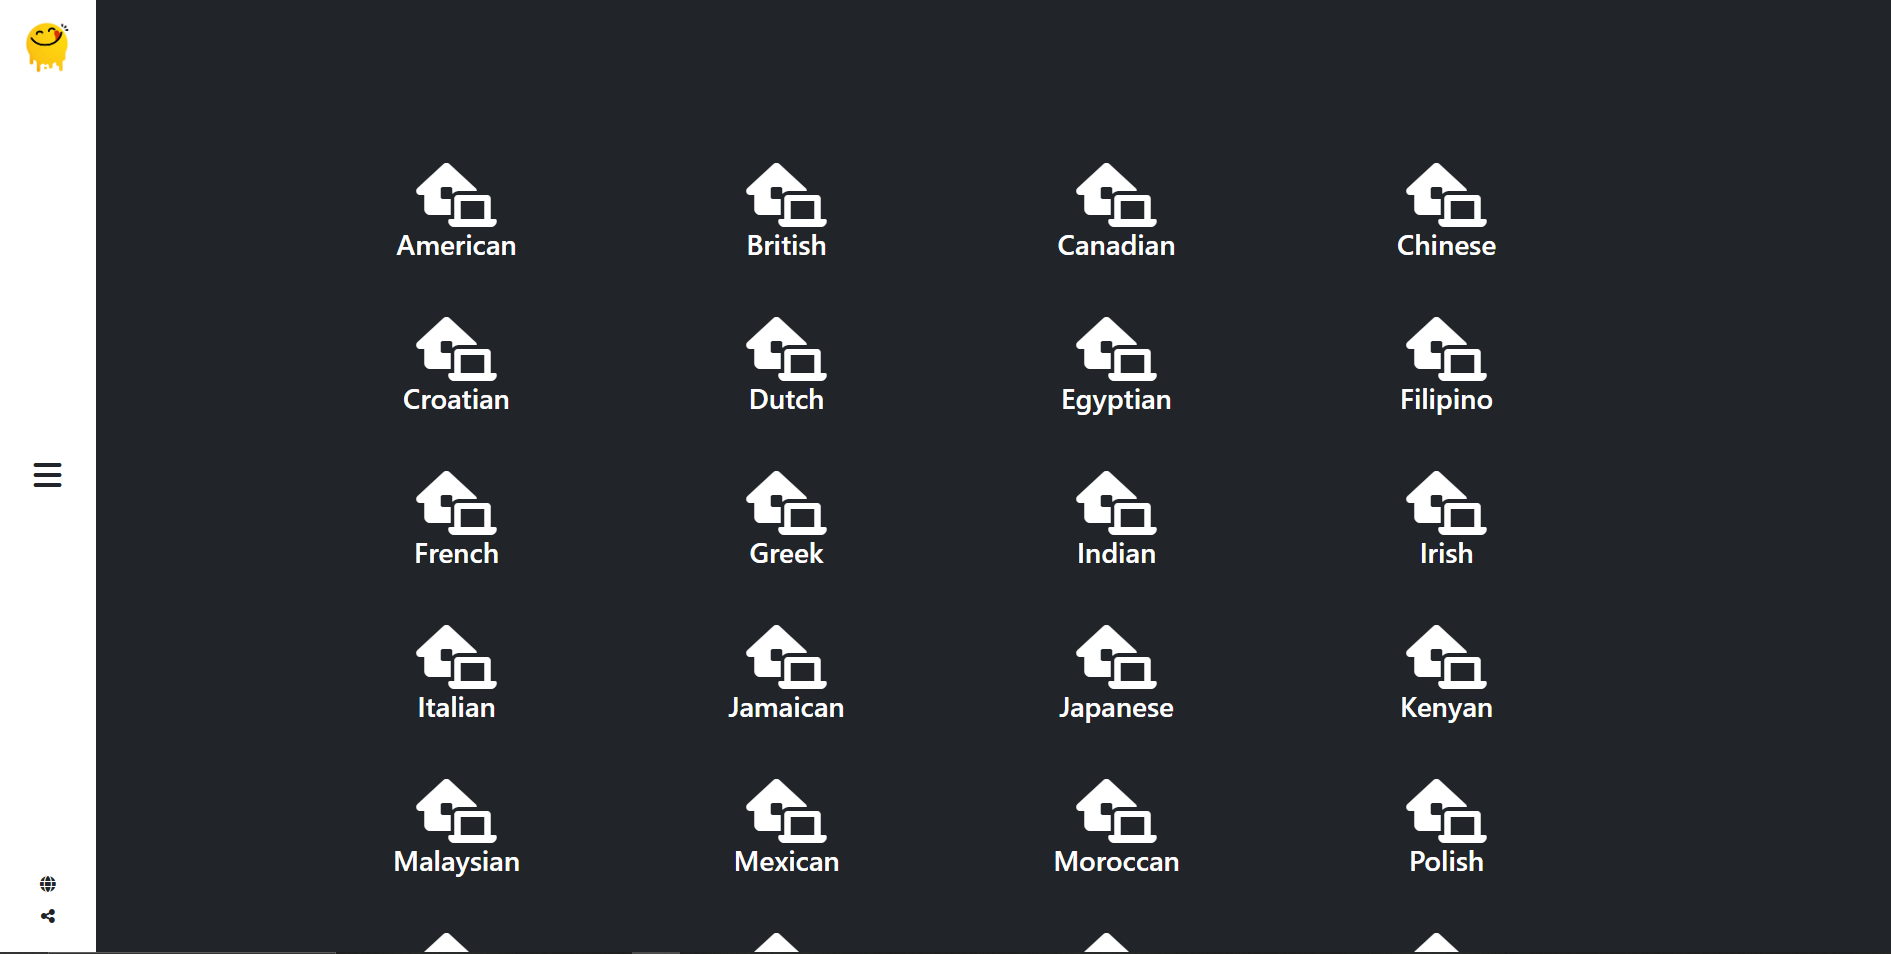 American
British
Canadian
Chinese
Croatian
Dutch
Egyptian
Filipino
French
Greek
Indian
Irish
Italian
Jamaican
Japanese
Kenyan
Malaysian
Mexican
Moroccan
Polish